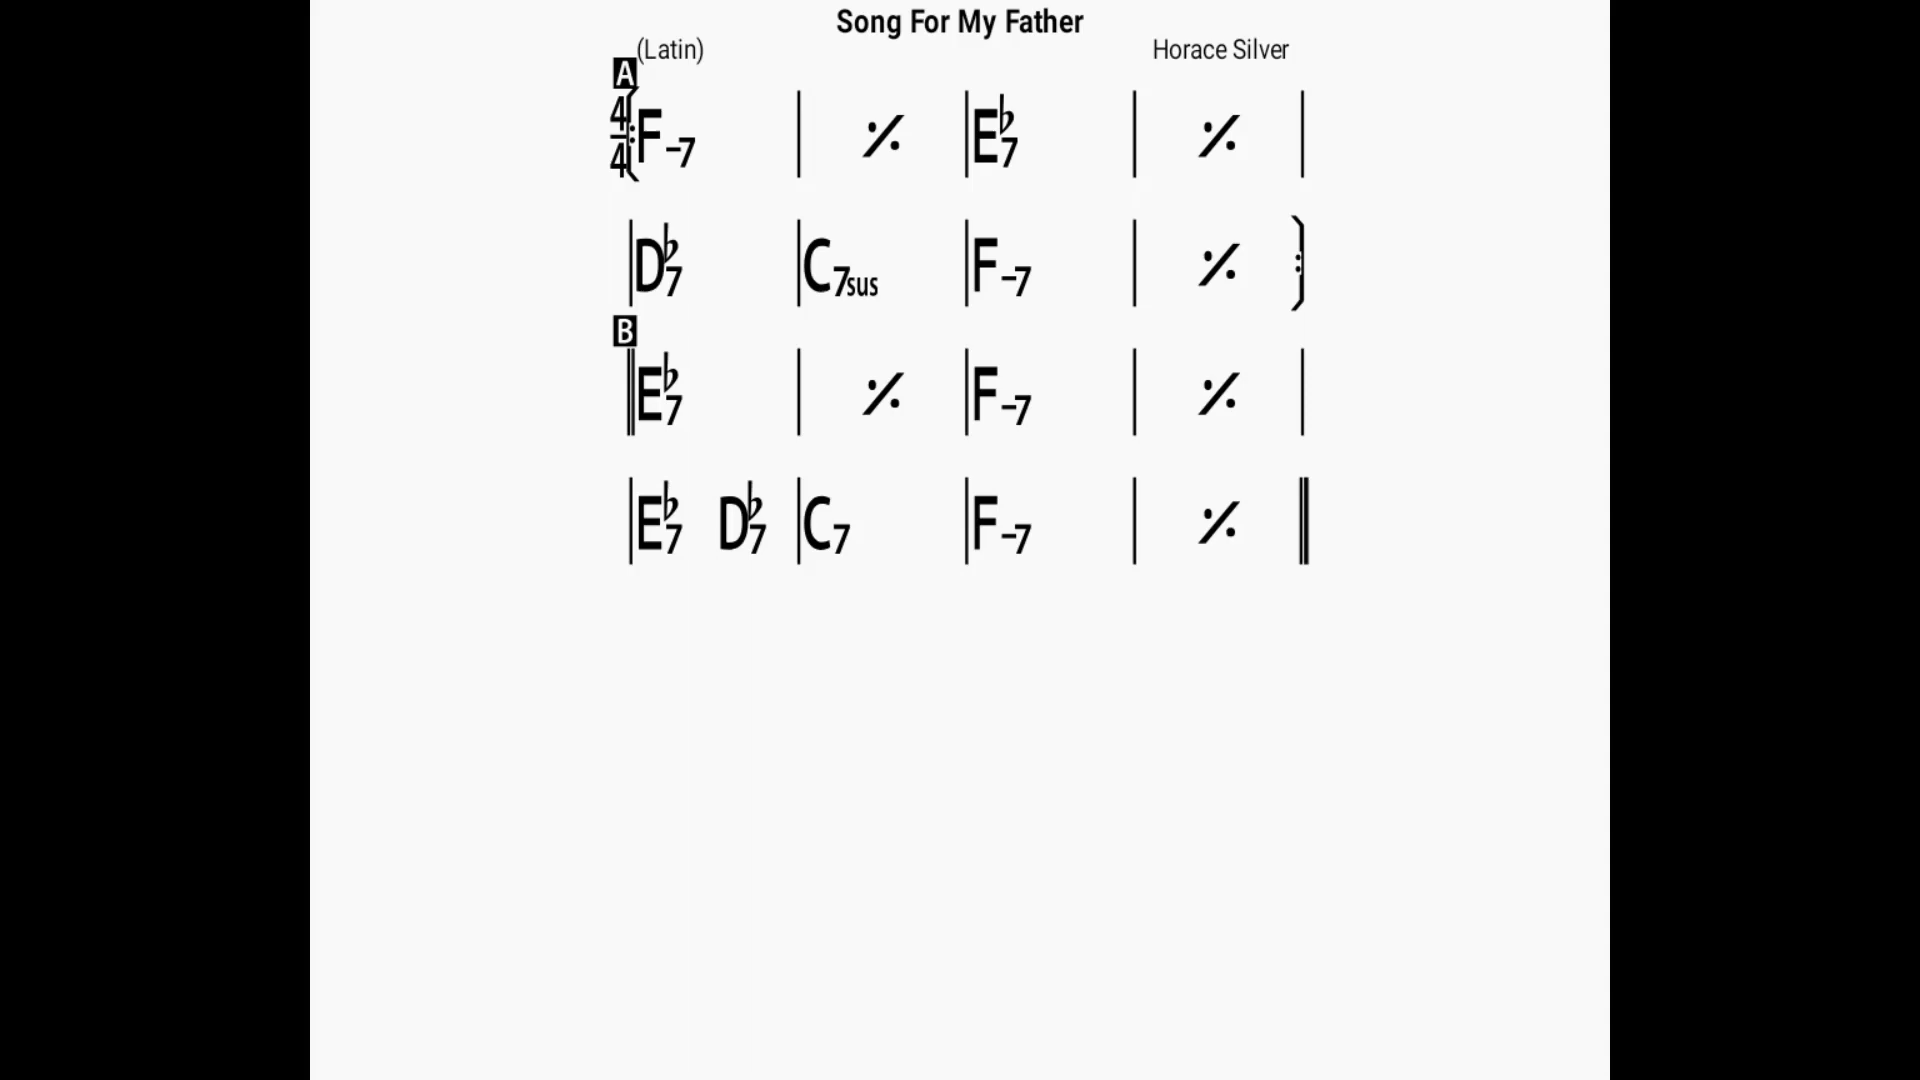 Song For My Father
(Latin) Horace Silver
A
4/4 F–7 | 𝄎 | E♭7 | 𝄎 |
D♭7 | C7sus | F–7 | 𝄎
B
E♭7 | 𝄎 | F–7 | 𝄎 |
E♭7 D♭7 | C7 | F–7 | 𝄎